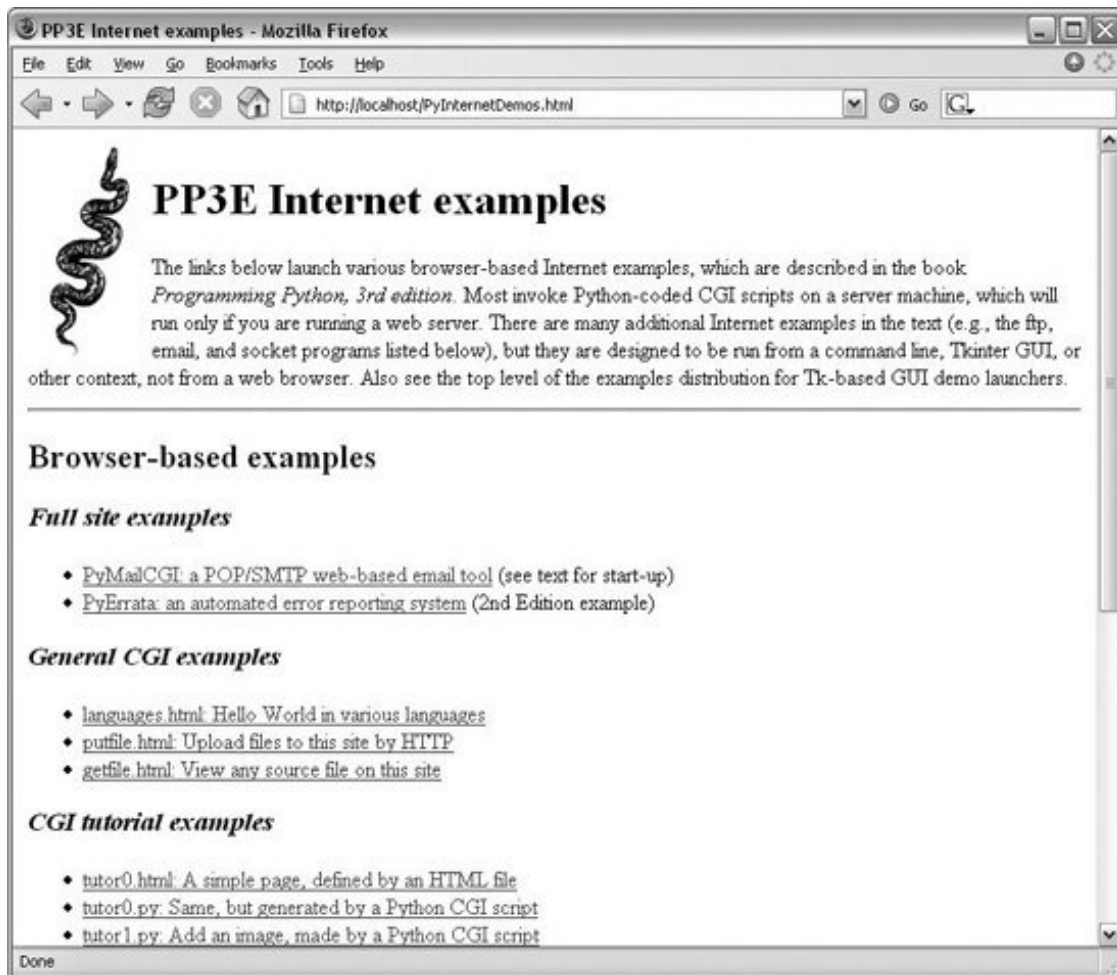 PP3E Internet examples - Mozilla Firefox
File Edit View Go Bookmarks Tools Help
http://localhost/PyInternetDemos.html Go G
PP3E Internet examples
The links below launch various browser-based Internet examples, which are described in the book
Programming Python, 3rd edition. Most invoke Python-coded CGI scripts on a server machine, which will
run only if you are running a web server. There are many additional Internet examples in the text (e.g., the ftp,
email, and socket programs listed below), but they are designed to be run from a command line, Tkinter GUI, or
other context, not from a web browser. Also see the top level of the examples distribution for Tk-based GUI demo launchers.
Browser-based examples
Full site examples
• PyMailCGI: a POP/SMTP web-based email tool (see text for start-up)
• PyErrata: an automated error reporting system (2nd Edition example)
General CGI examples
• languages.html: Hello World in various languages
• putfile.html: Upload files to this site by HTTP
• getfile.html: View any source file on this site
CGI tutorial examples
• tutor0.html: A simple page, defined by an HTML file
• tutor0.py: Same, but generated by a Python CGI script
• tutor1.py: Add an image, made by a Python CGI script
Done